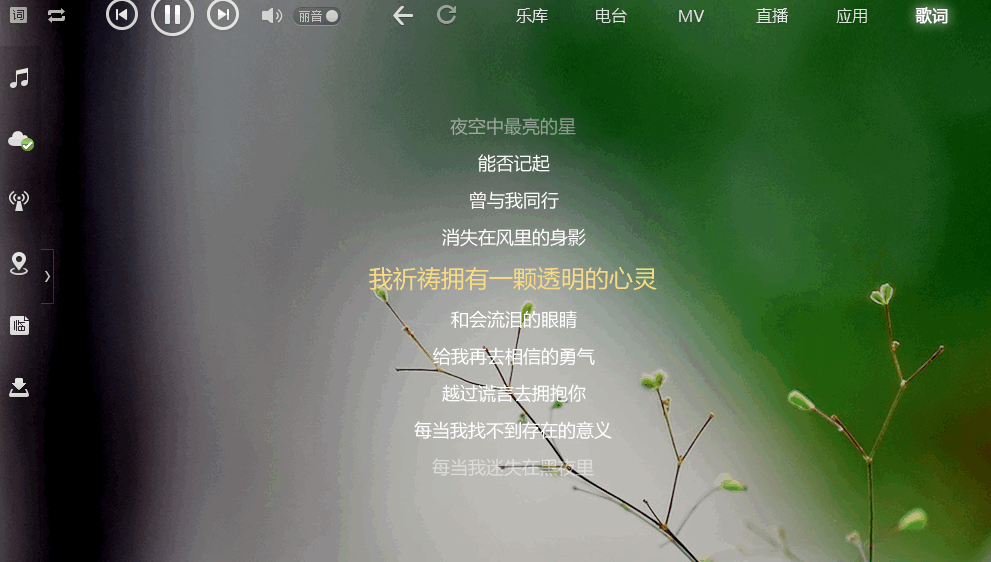 词 丽音 乐库 电台 MV 直播 应用 歌词
夜空中最亮的星
能否记起
曾与我同行
消失在风里的身影
我祈祷拥有一颗透明的心灵
和会流泪的眼睛
临
给我再去相信的勇气
越过谎言去拥抱你
每当我找不到存在的意义
每当我迷失在黑夜里